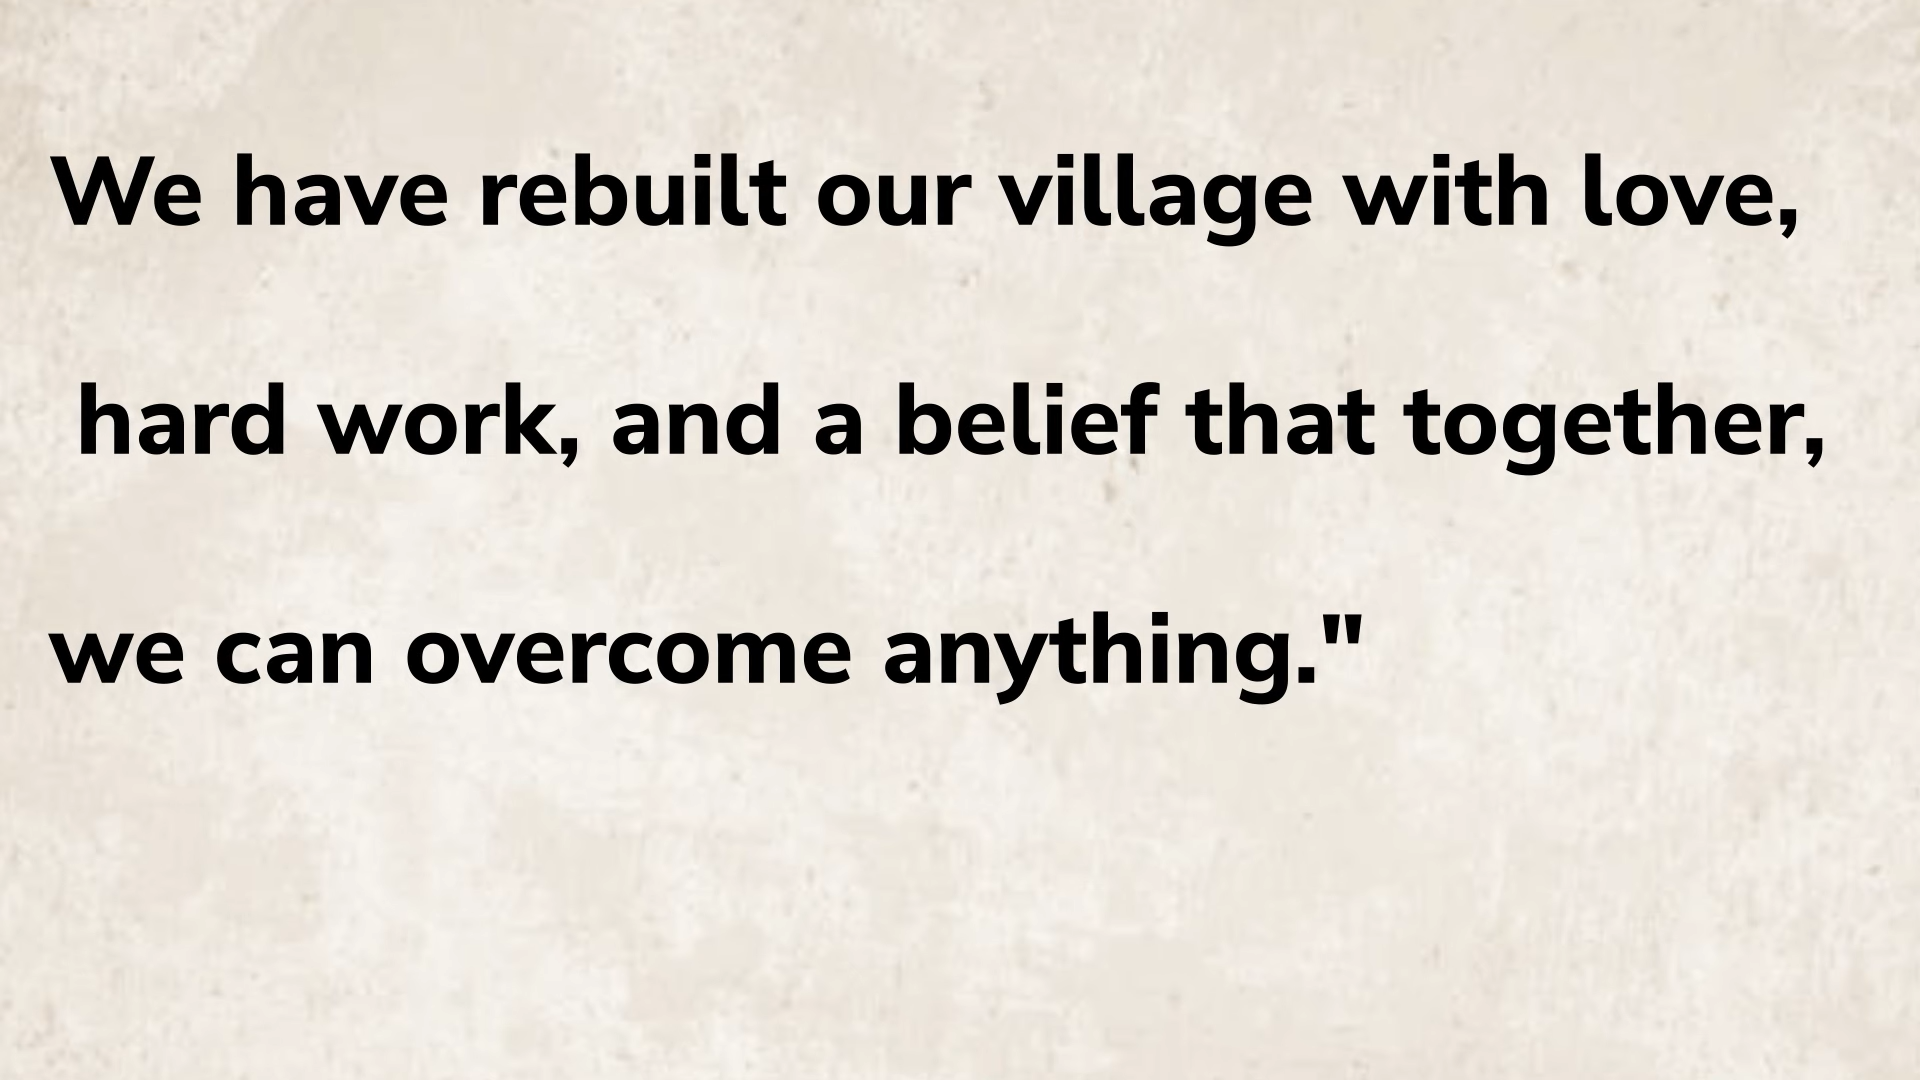 We have rebuilt our village with love,
hard work, and a belief that together,
we can overcome anything."